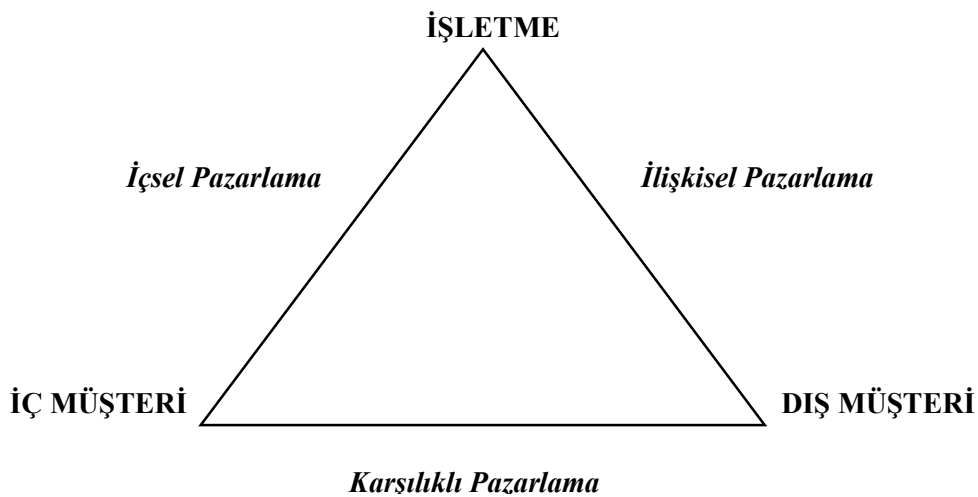 İŞLETME
İçsel Pazarlama
İlişkisel Pazarlama
İÇ MÜŞTERİ
DIŞ MÜŞTERİ
Karşılıklı Pazarlama